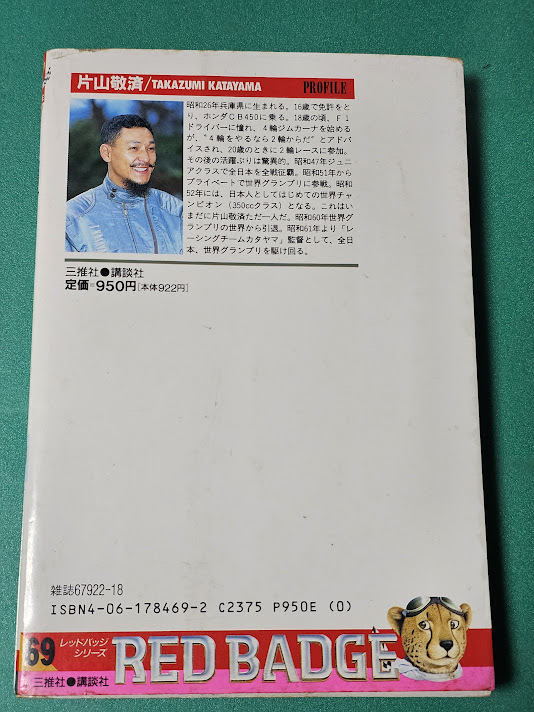 片山敬済/TAKAZUMI KATAYAMA PROFILE
昭和26年兵庫県に生まれる。16歳で免許をと
り、ホンダCB450に乗る。18歳の頃、F1
ドライバーに憧れ、4輪ジムカーナを始める
が、“4輪をやるなら2輪からだ”とアドバ
イスされ、20歳のときに2輪レースに参加。
その後の活躍ぶりは驚異的。昭和47年ジュニ
アクラスで全日本を全戦征覇。昭和51年から
プライベートで世界グランプリに参戦。昭和
52年には、日本人としてはじめての世界チャ
ンピオン（350ccクラス）となる。これはい
まだに片山敬済ただ一人だ。昭和60年世界グ
ランプリの世界から引退。昭和61年より「レ
ーシングチームカタヤマ」監督として、全日
本、世界グランプリを駆け回る。
三推社●講談社
定価=950円[本体922円]
雑誌67922-18
ISBN4-06-178469-2 C2375 P950E (0)
69 レッドバッジ
シリーズ
RED BADGE
三推社●講談社